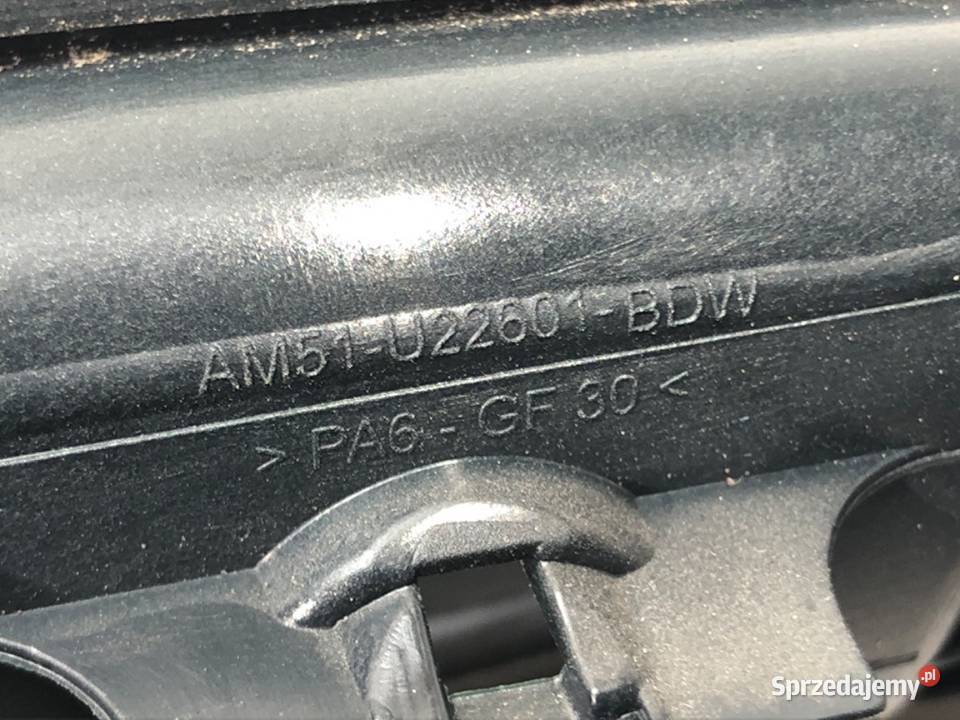 AM51-U22601-BDW
> PA6 - GF 30 <
Sprzedajemy.pl